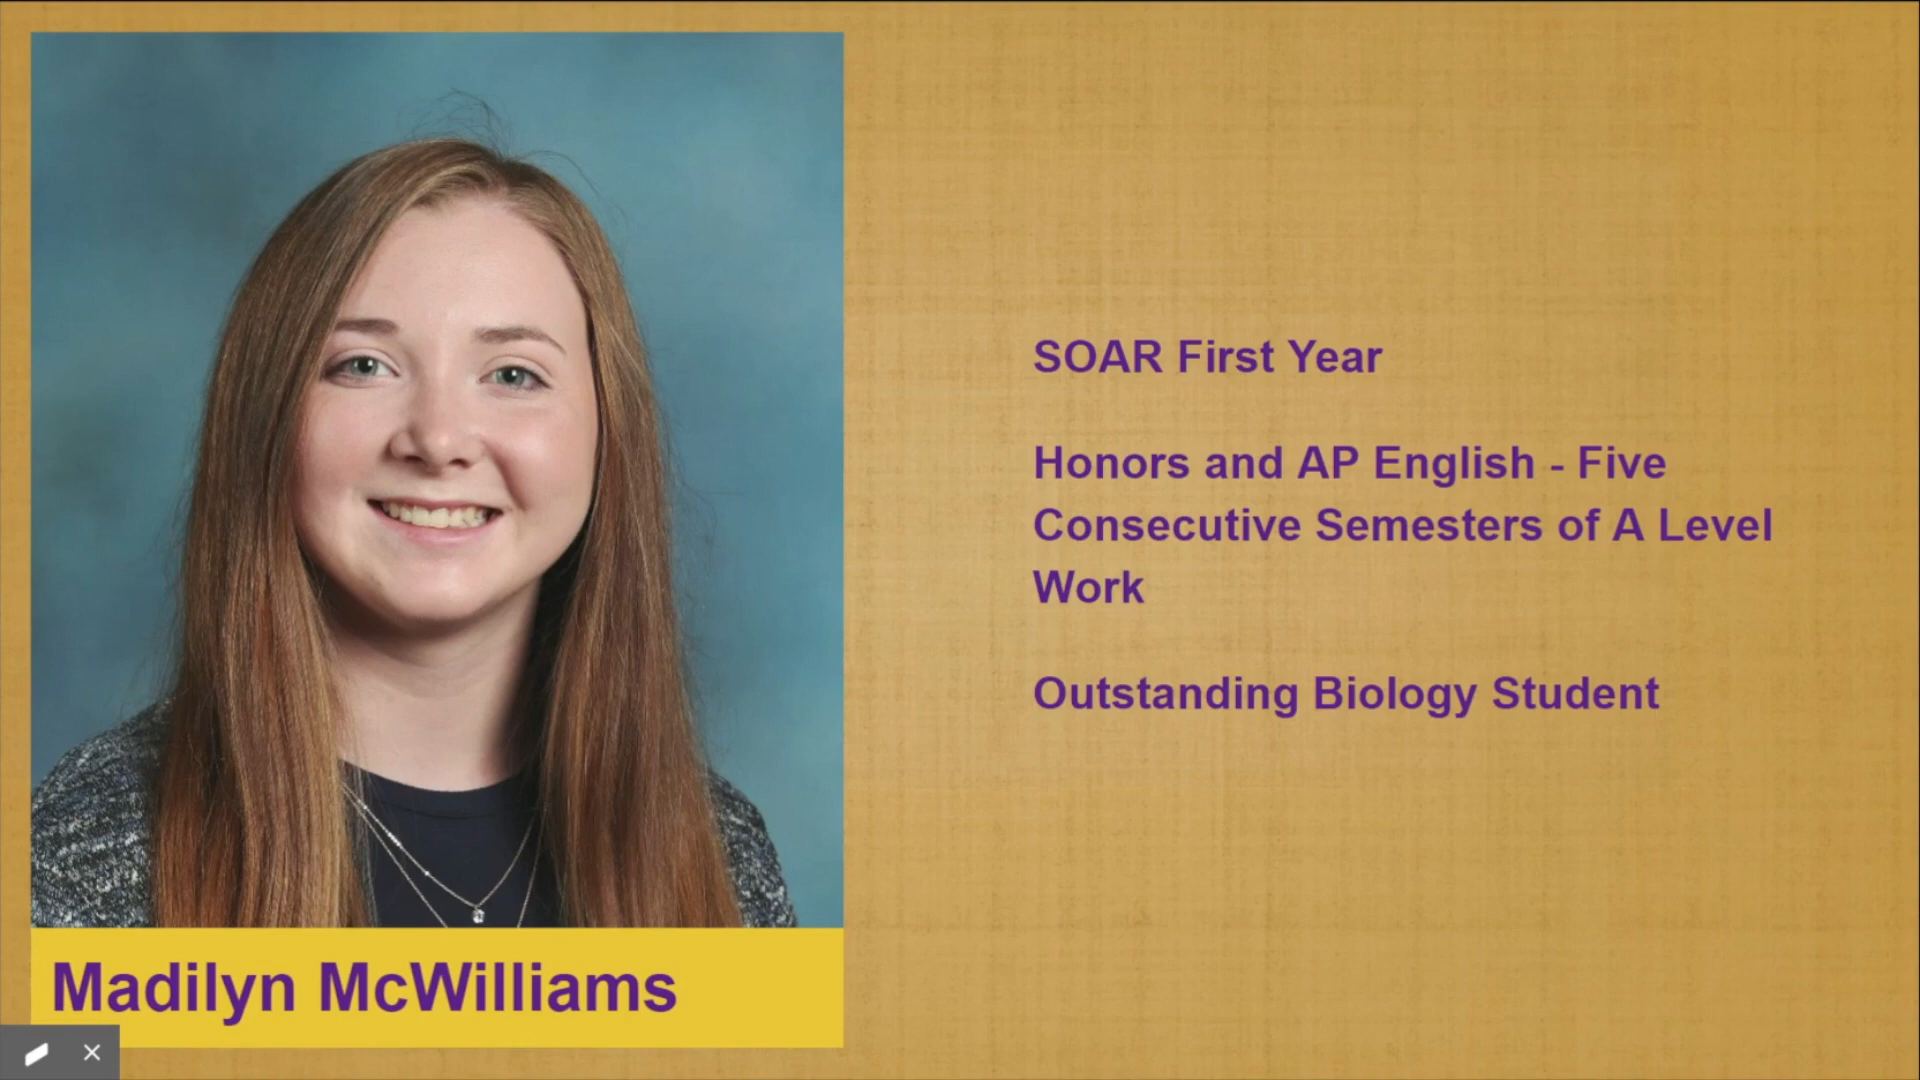 SOAR First Year
Honors and AP English - Five
Consecutive Semesters of A Level
Work
Outstanding Biology Student
Madilyn McWilliams